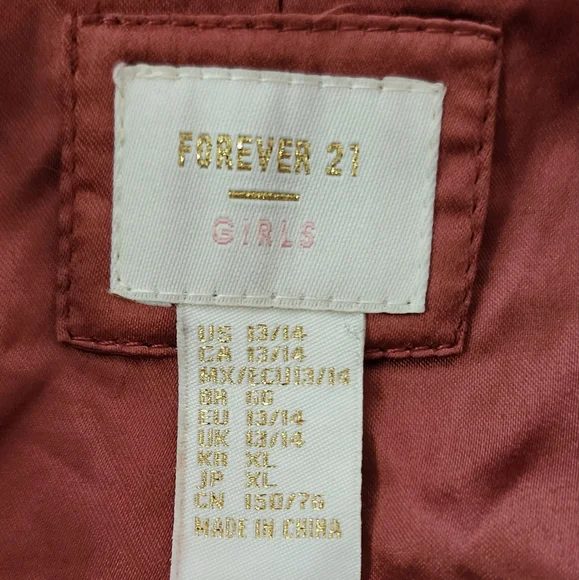 FOREVER 21
GIRLS
US 13/14
CA 13/14
MX/ECU13/14
BR 16
EU 13/14
UK 13/14
KR XL
JP XL
CN 150/76
MADE IN CHINA